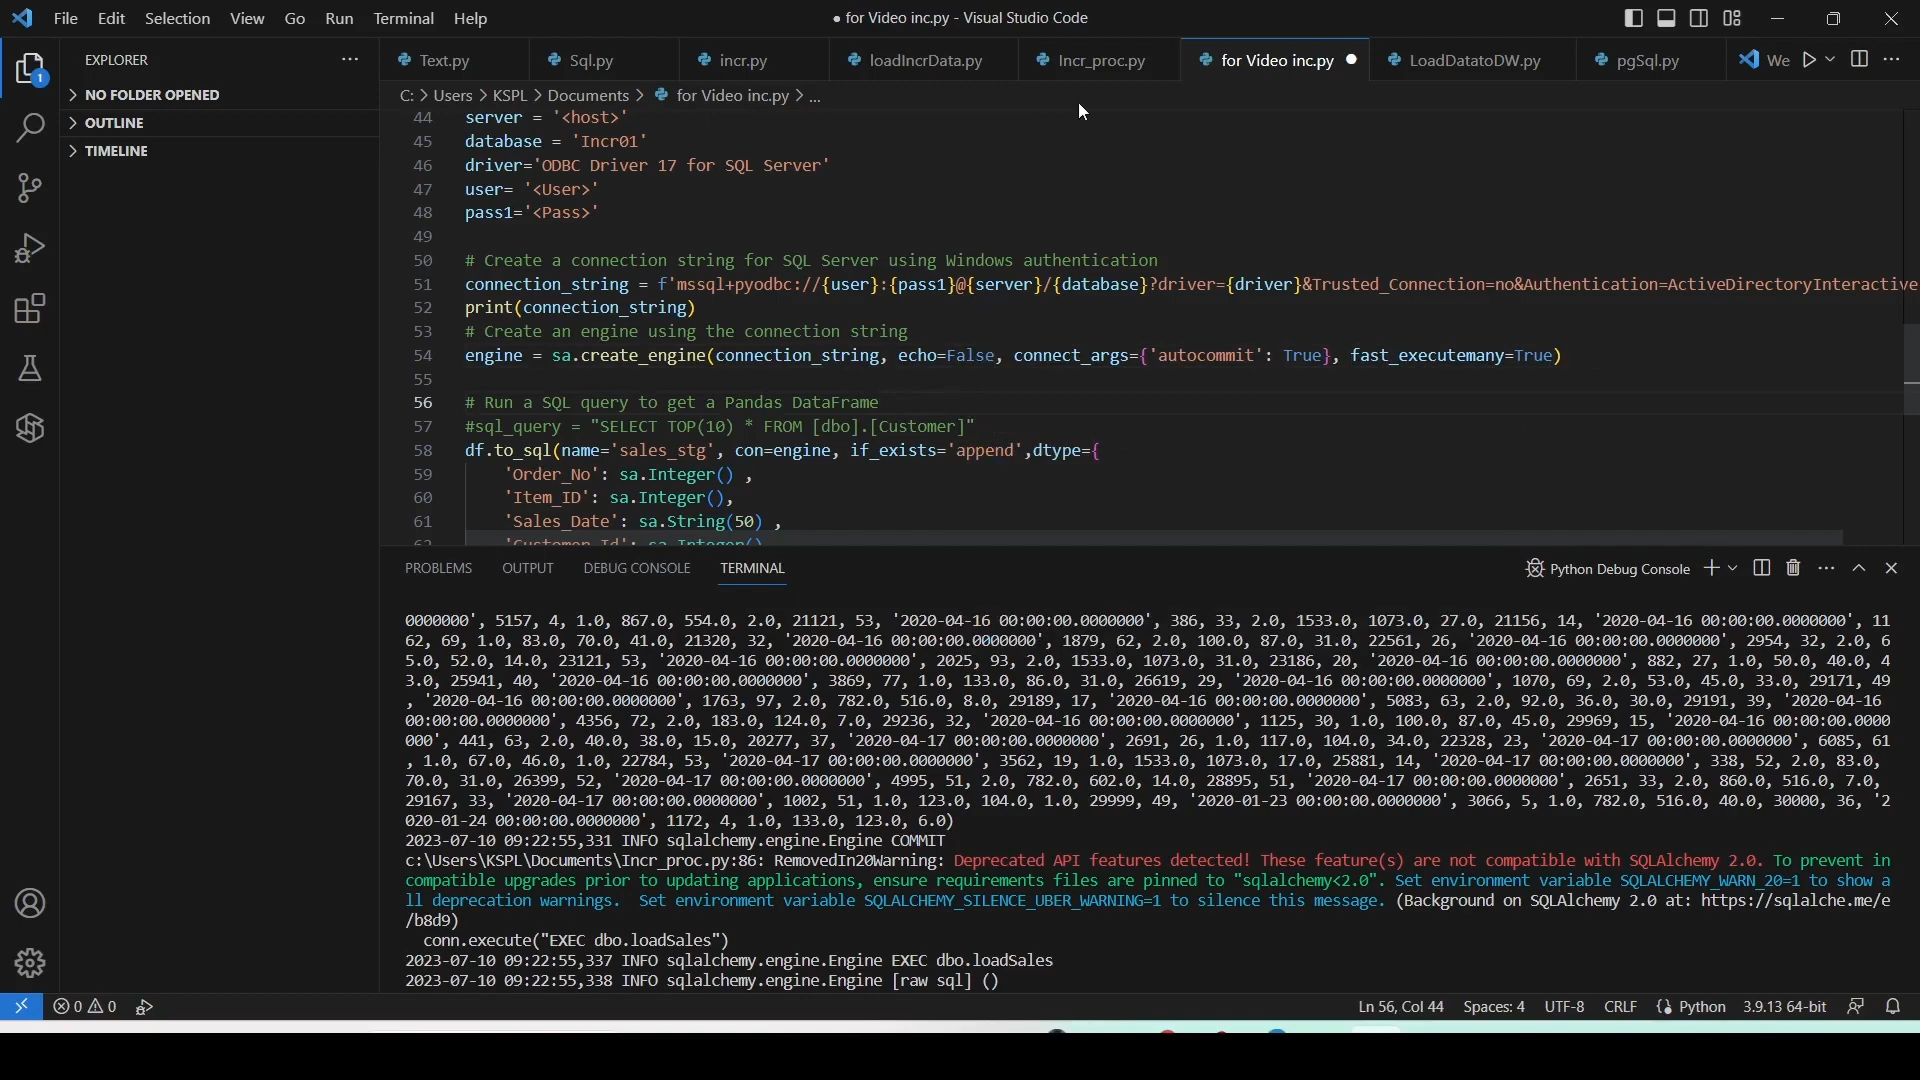 File Edit Selection View Go Run Terminal Help
● for Video inc.py - Visual Studio Code
EXPLORER
1
NO FOLDER OPENED
OUTLINE
TIMELINE
Text.py Sql.py incr.py loadIncrData.py Incr_proc.py for Video inc.py LoadDatatoDW.py pgSql.py We
C: > Users > KSPL > Documents > for Video inc.py > ...
44 server = '<host>'
45 database = 'Incr01'
46 driver='ODBC Driver 17 for SQL Server'
47 user= '<User>'
48 pass1='<Pass>'
49
50 # Create a connection string for SQL Server using Windows authentication
51 connection_string = f'mssql+pyodbc://{user}:{pass1}@{server}/{database}?driver={driver}&Trusted_Connection=no&Authentication=ActiveDirectoryInteractive
52 print(connection_string)
53 # Create an engine using the connection string
54 engine = sa.create_engine(connection_string, echo=False, connect_args={'autocommit': True}, fast_executemany=True)
55
56 # Run a SQL query to get a Pandas DataFrame
57 #sql_query = "SELECT TOP(10) * FROM [dbo].[Customer]"
58 df.to_sql(name='sales_stg', con=engine, if_exists='append',dtype={
59 'Order_No': sa.Integer() ,
60 'Item_ID': sa.Integer(),
61 'Sales_Date': sa.String(50) ,
62 'Customer_Id': sa.Integer()
PROBLEMS OUTPUT DEBUG CONSOLE TERMINAL
Python Debug Console
0000000', 5157, 4, 1.0, 867.0, 554.0, 2.0, 21121, 53, '2020-04-16 00:00:00.0000000', 386, 33, 2.0, 1533.0, 1073.0, 27.0, 21156, 14, '2020-04-16 00:00:00.0000000', 11
62, 69, 1.0, 83.0, 70.0, 41.0, 21320, 32, '2020-04-16 00:00:00.0000000', 1879, 62, 2.0, 100.0, 87.0, 31.0, 22561, 26, '2020-04-16 00:00:00.0000000', 2954, 32, 2.0, 6
5.0, 52.0, 14.0, 23121, 53, '2020-04-16 00:00:00.0000000', 2025, 93, 2.0, 1533.0, 1073.0, 31.0, 23186, 20, '2020-04-16 00:00:00.0000000', 882, 27, 1.0, 50.0, 40.0, 4
3.0, 25941, 40, '2020-04-16 00:00:00.0000000', 3869, 77, 1.0, 133.0, 86.0, 31.0, 26619, 29, '2020-04-16 00:00:00.0000000', 1070, 69, 2.0, 53.0, 45.0, 33.0, 29171, 49
, '2020-04-16 00:00:00.0000000', 1763, 97, 2.0, 782.0, 516.0, 8.0, 29189, 17, '2020-04-16 00:00:00.0000000', 5083, 63, 2.0, 92.0, 36.0, 30.0, 29191, 39, '2020-04-16
00:00:00.0000000', 4356, 72, 2.0, 183.0, 124.0, 7.0, 29236, 32, '2020-04-16 00:00:00.0000000', 1125, 30, 1.0, 100.0, 87.0, 45.0, 29969, 15, '2020-04-16 00:00:00.0000
000', 441, 63, 2.0, 40.0, 38.0, 15.0, 20277, 37, '2020-04-17 00:00:00.0000000', 2691, 26, 1.0, 117.0, 104.0, 34.0, 22328, 23, '2020-04-17 00:00:00.0000000', 6085, 61
, 1.0, 67.0, 46.0, 1.0, 22784, 53, '2020-04-17 00:00:00.0000000', 3562, 19, 1.0, 1533.0, 1073.0, 17.0, 25881, 14, '2020-04-17 00:00:00.0000000', 338, 52, 2.0, 83.0,
70.0, 31.0, 26399, 52, '2020-04-17 00:00:00.0000000', 4995, 51, 2.0, 782.0, 602.0, 14.0, 28895, 51, '2020-04-17 00:00:00.0000000', 2651, 33, 2.0, 860.0, 516.0, 7.0,
29167, 33, '2020-04-17 00:00:00.0000000', 1002, 51, 1.0, 123.0, 104.0, 1.0, 29999, 49, '2020-01-23 00:00:00.0000000', 3066, 5, 1.0, 782.0, 516.0, 40.0, 30000, 36, '2
020-01-24 00:00:00.0000000', 1172, 4, 1.0, 133.0, 123.0, 6.0)
2023-07-10 09:22:55,331 INFO sqlalchemy.engine.Engine COMMIT
c:\Users\KSPL\Documents\Incr_proc.py:86: RemovedIn20Warning: Deprecated API features detected! These feature(s) are not compatible with SQLAlchemy 2.0. To prevent in
compatible upgrades prior to updating applications, ensure requirements files are pinned to "sqlalchemy<2.0". Set environment variable SQLALCHEMY_WARN_20=1 to show a
ll deprecation warnings.  Set environment variable SQLALCHEMY_SILENCE_UBER_WARNING=1 to silence this message. (Background on SQLAlchemy 2.0 at: https://sqlalche.me/e
/b8d9)
conn.execute("EXEC dbo.loadSales")
2023-07-10 09:22:55,337 INFO sqlalchemy.engine.Engine EXEC dbo.loadSales
2023-07-10 09:22:55,338 INFO sqlalchemy.engine.Engine [raw sql] ()
0 0
Ln 56, Col 44 Spaces: 4 UTF-8 CRLF Python 3.9.13 64-bit